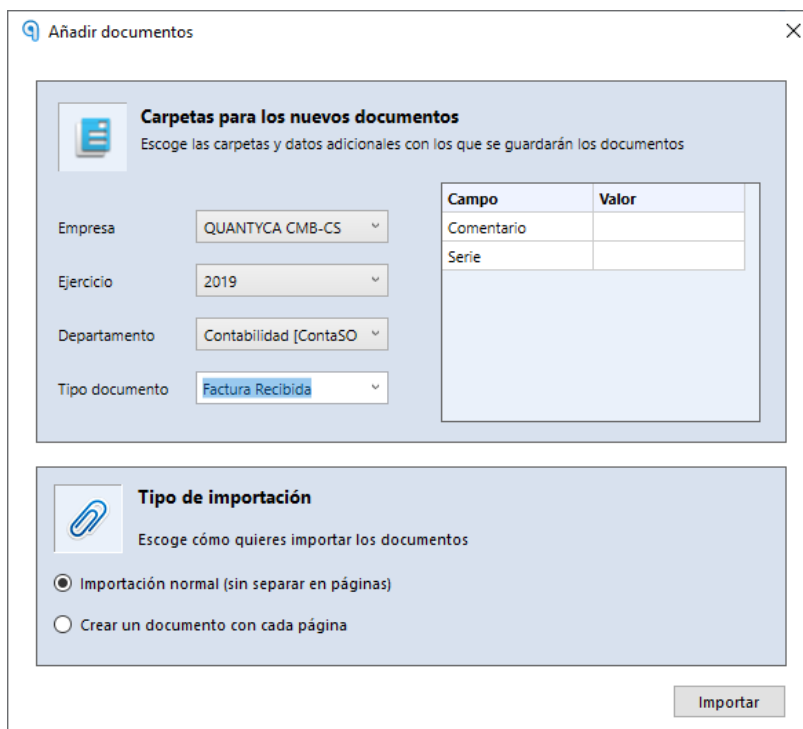 Añadir documentos
Carpetas para los nuevos documentos
Escoge las carpetas y datos adicionales con los que se guardarán los documentos
Empresa
QUANTYCA CMB-CS
Ejercicio
2019
Departamento
Contabilidad [ContaSO
Tipo documento
Factura Recibida
Campo Valor
Comentario
Serie
Tipo de importación
Escoge cómo quieres importar los documentos
Importación normal (sin separar en páginas)
Crear un documento con cada página
Importar